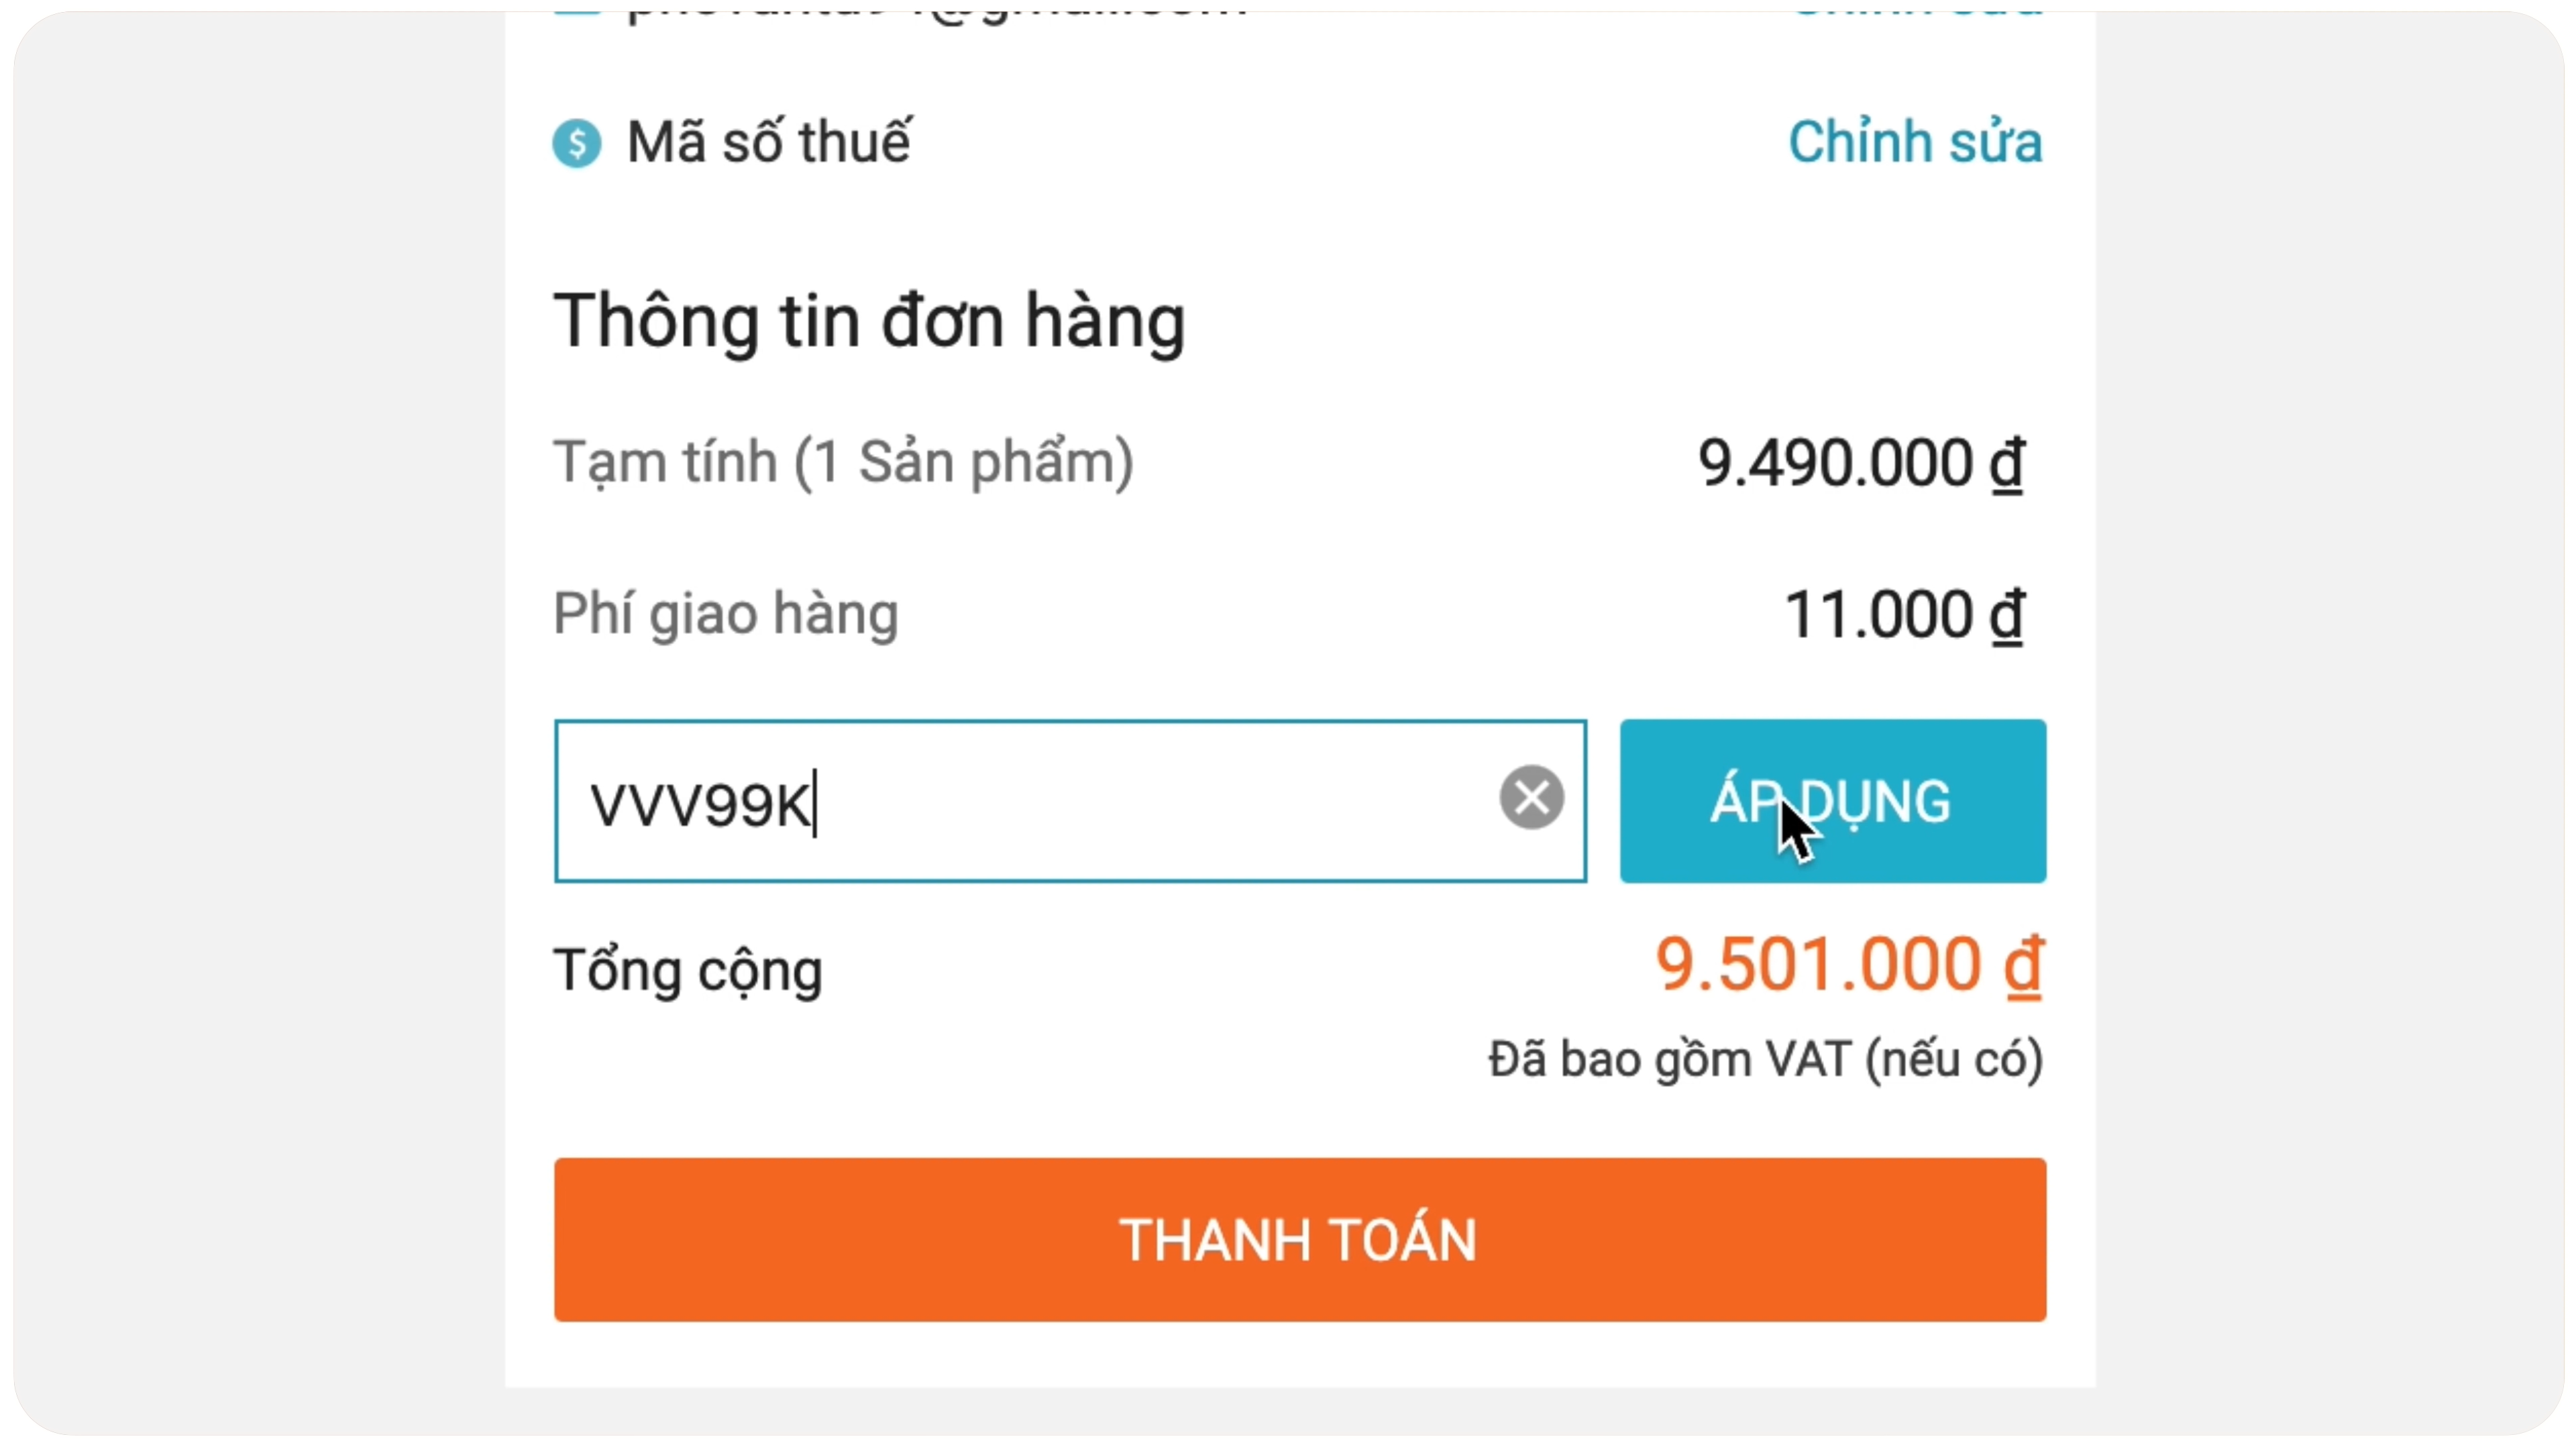 Mã số thuế Chỉnh sửa
Thông tin đơn hàng
Tạm tính (1 Sản phẩm) 9.490.000 ₫
Phí giao hàng 11.000 ₫
VVV99K ÁP DỤNG
Tổng cộng 9.501.000 ₫
Đã bao gồm VAT (nếu có)
THANH TOÁN